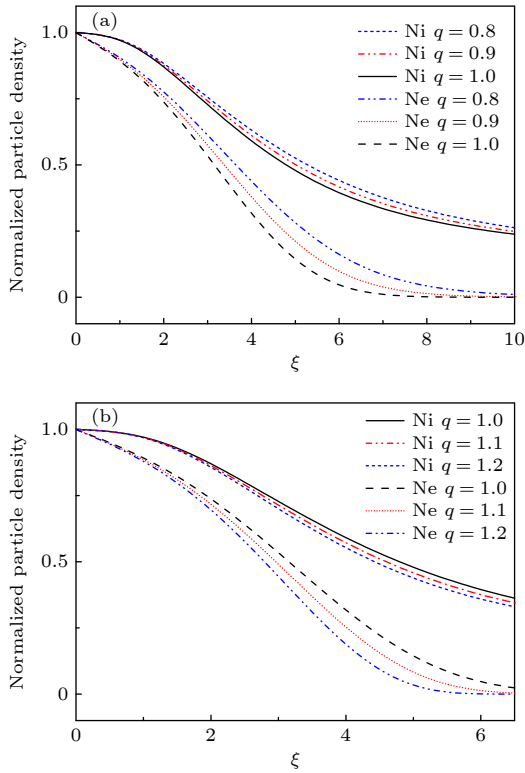 (a)
Ni q = 0.8
Ni q = 0.9
Ni q = 1.0
Ne q = 0.8
Ne q = 0.9
Ne q = 1.0
Normalized particle density
1.0
0.5
0
0 2 4 6 8 10
ξ
(b)
Ni q = 1.0
Ni q = 1.1
Ni q = 1.2
Ne q = 1.0
Ne q = 1.1
Ne q = 1.2
Normalized particle density
1.0
0.5
0
0 2 4 6
ξ